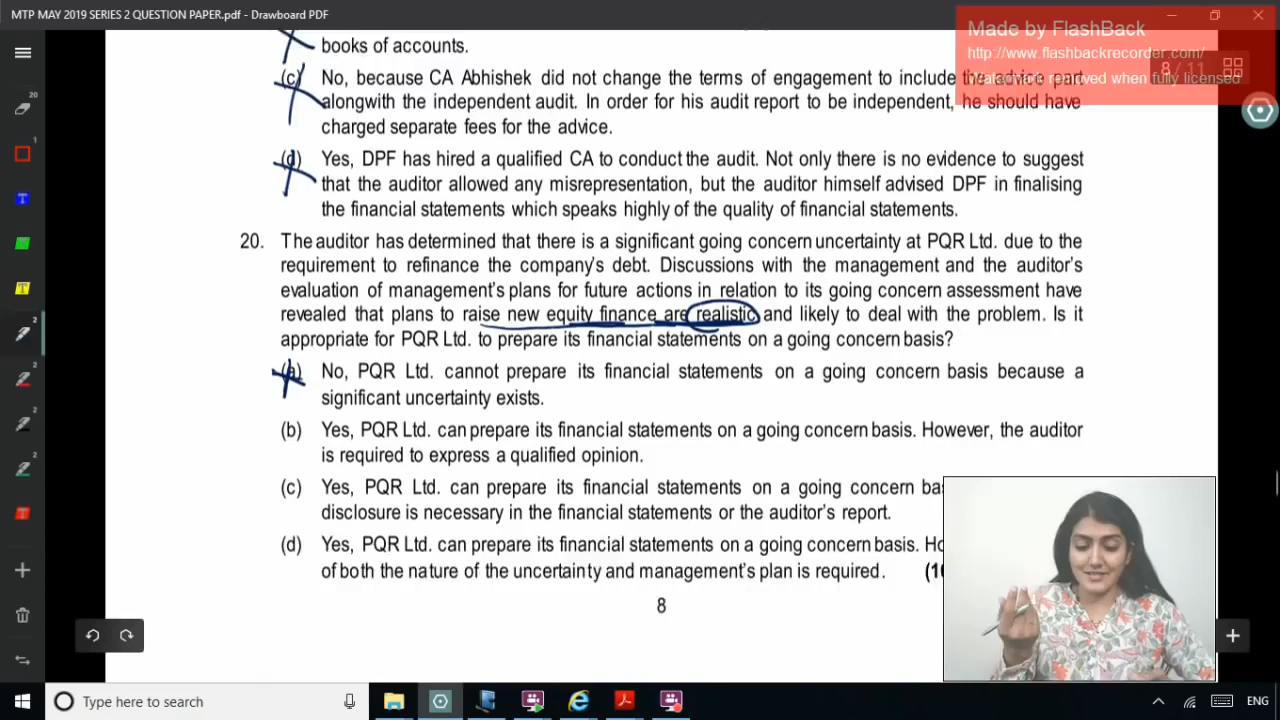 MTP MAY 2019 SERIES 2 QUESTION PAPER.pdf - Drawboard PDF
Made by FlashBack
http://www.flashbackrecorder.com/
Watermark removed when fully licensed
8 / 11
books of accounts.
(c) No, because CA Abhishek did not change the terms of engagement to include the advice part
alongwith the independent audit. In order for his audit report to be independent, he should have
charged separate fees for the advice.
(d) Yes, DPF has hired a qualified CA to conduct the audit. Not only there is no evidence to suggest
that the auditor allowed any misrepresentation, but the auditor himself advised DPF in finalising
the financial statements which speaks highly of the quality of financial statements.
20. The auditor has determined that there is a significant going concern uncertainty at PQR Ltd. due to the
requirement to refinance the company's debt. Discussions with the management and the auditor's
evaluation of management's plans for future actions in relation to its going concern assessment have
revealed that plans to raise new equity finance are realistic and likely to deal with the problem. Is it
appropriate for PQR Ltd. to prepare its financial statements on a going concern basis?
(a) No, PQR Ltd. cannot prepare its financial statements on a going concern basis because a
significant uncertainty exists.
(b) Yes, PQR Ltd. can prepare its financial statements on a going concern basis. However, the auditor
is required to express a qualified opinion.
(c) Yes, PQR Ltd. can prepare its financial statements on a going concern
disclosure is necessary in the financial statements or the auditor's report.
(d) Yes, PQR Ltd. can prepare its financial statements on a going concern basis.
of both the nature of the uncertainty and management's plan is required.
8
20
1
2
2
2
2
Type here to search
ENG